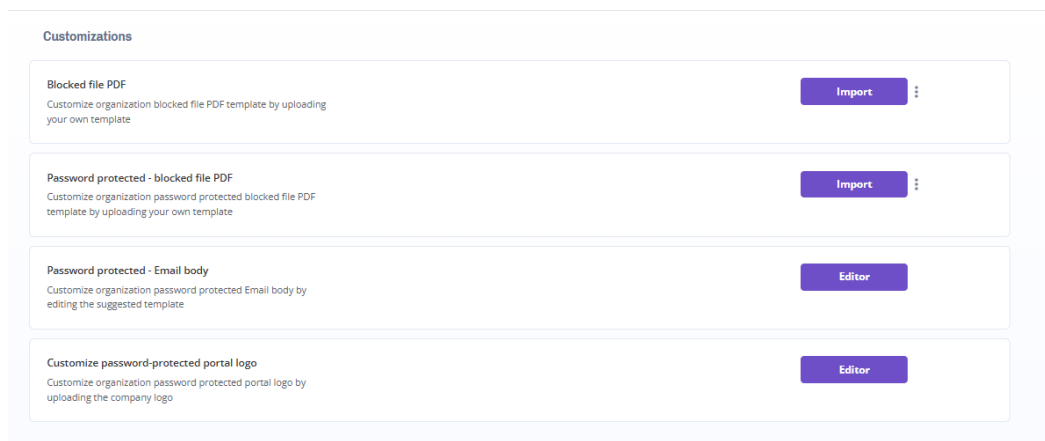 Customizations
Blocked file PDF
Customize organization blocked file PDF template by uploading
your own template
Import
Password protected - blocked file PDF
Customize organization password protected blocked file PDF
template by uploading your own template
Import
Password protected - Email body
Customize organization password protected Email body by
editing the suggested template
Editor
Customize password-protected portal logo
Customize organization password protected portal logo by
uploading the company logo
Editor